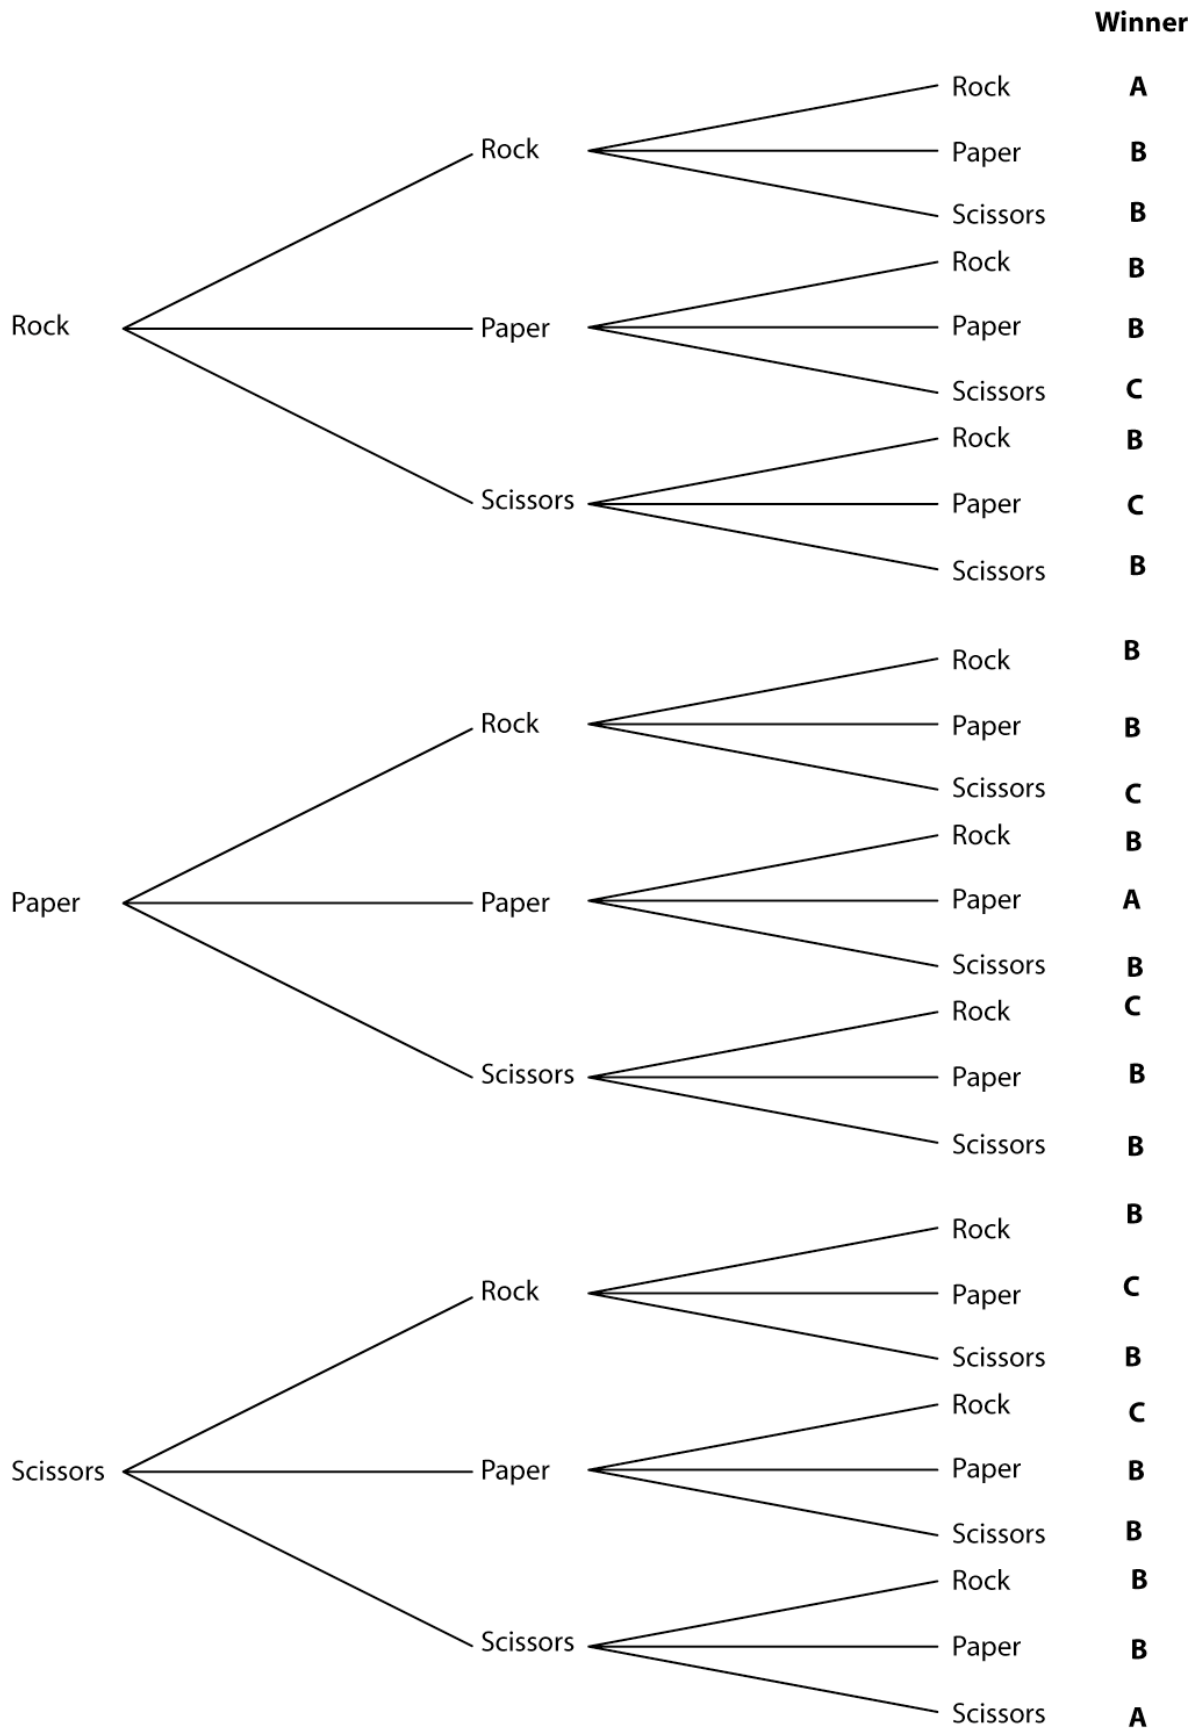 Winner
Rock A
Rock Paper B
Scissors B
Rock B
Rock Paper Paper B
Scissors C
Rock B
Scissors Paper C
Scissors B
Rock B
Rock Paper B
Scissors C
Rock B
Paper Paper Paper A
Scissors B
Rock C
Scissors Paper B
Scissors B
Rock B
Rock Paper C
Scissors B
Rock C
Scissors Paper Paper B
Scissors B
Rock B
Scissors Paper B
Scissors A